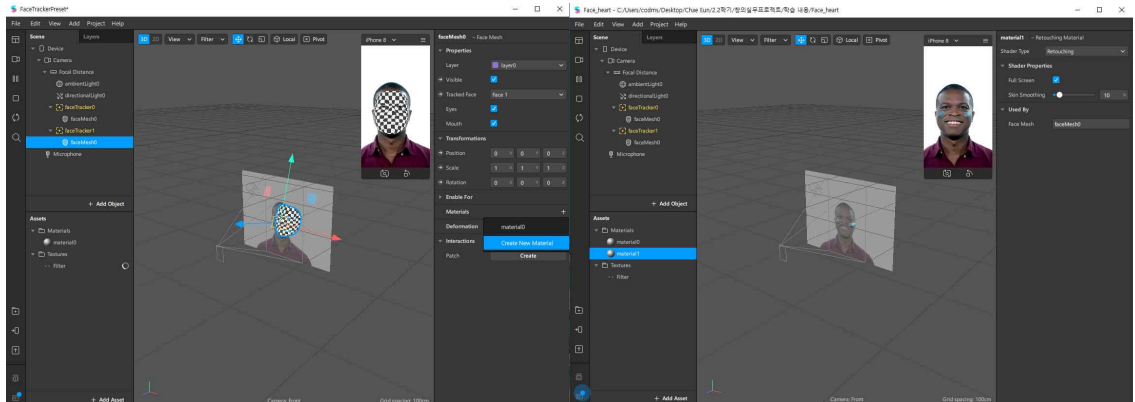 FaceTrackerPreset*
File Edit View Add Workspace Help
Scene Layers
Device
Camera
Focal Distance
ambientLight0
directionalLight0
faceTracker0
faceMesh0
faceTracker1
faceMesh0
Microphone
+ Add Object
Assets
Materials
material0
Textures
Filter
+ Add Asset
3D 2D View Filter Local Pivot
iPhone 8
Camera: Front Grid spacing: 100cm
faceMesh0 - Face Mesh
Properties
Layer layer0
Visible
Tracked Face face 1
Eyes
Mouth
Transformations
Position 0 0 0
Scale 1 1 1
Rotation 0 0 0
Enable For
Materials +
Deformation
material0
Create New Material
Interactions
Patch Create
Face_heart - C:/Users/codms/Desktop/Chae Eun/2.2학기/창의실무프로젝트/학습 내용/Face_heart
File Edit View Add Workspace Help
Scene Layers
Device
Camera
Focal Distance
ambientLight0
directionalLight0
faceTracker0
faceMesh0
faceTracker1
faceMesh0
Microphone
+ Add Object
Assets
Materials
material0
material1
Textures
Filter
+ Add Asset
3D 2D View Filter Local Pivot
iPhone 8
Camera: Front Grid spacing: 100cm
material1 - Retouching Material
Shader Type Retouching
Shader Properties
Full Screen
Skin Smoothing 10
Used By
Face Mesh faceMesh0